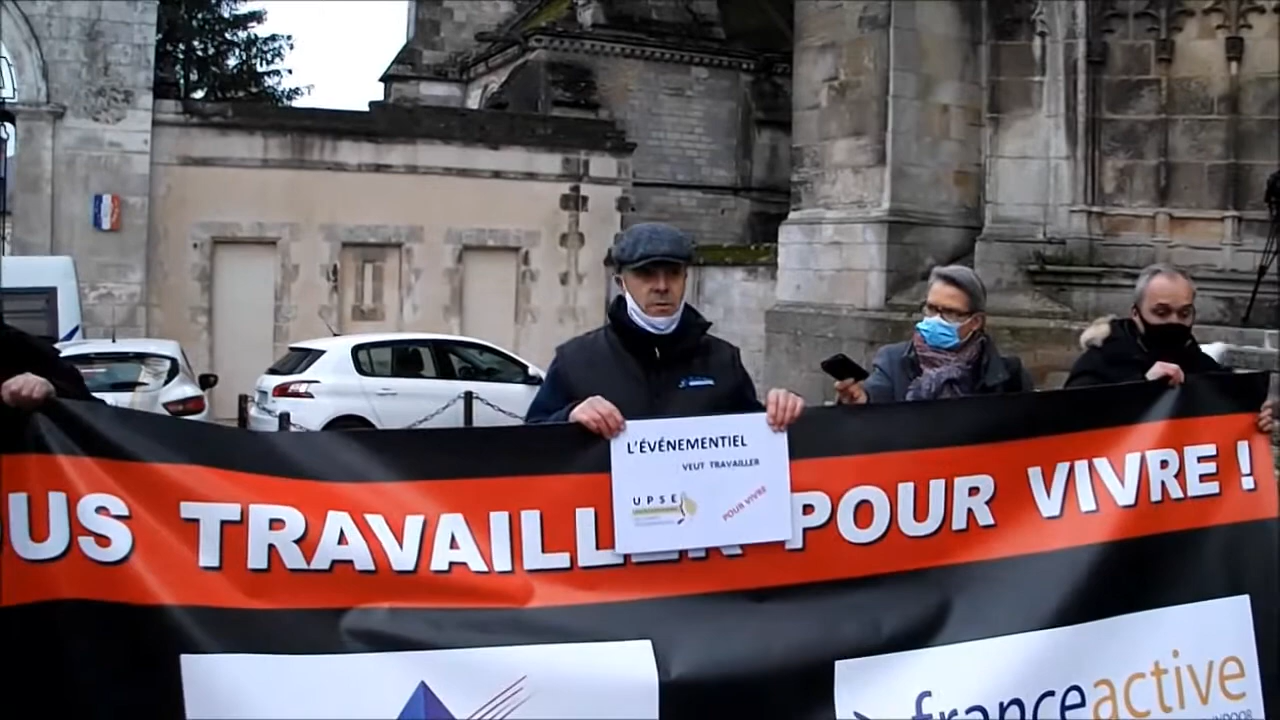 L'ÉVÉNEMENTIEL
VEUT TRAVAILLER
UPSE
POUR VIVRE
US TRAVAILLER POUR VIVRE !
franceactive